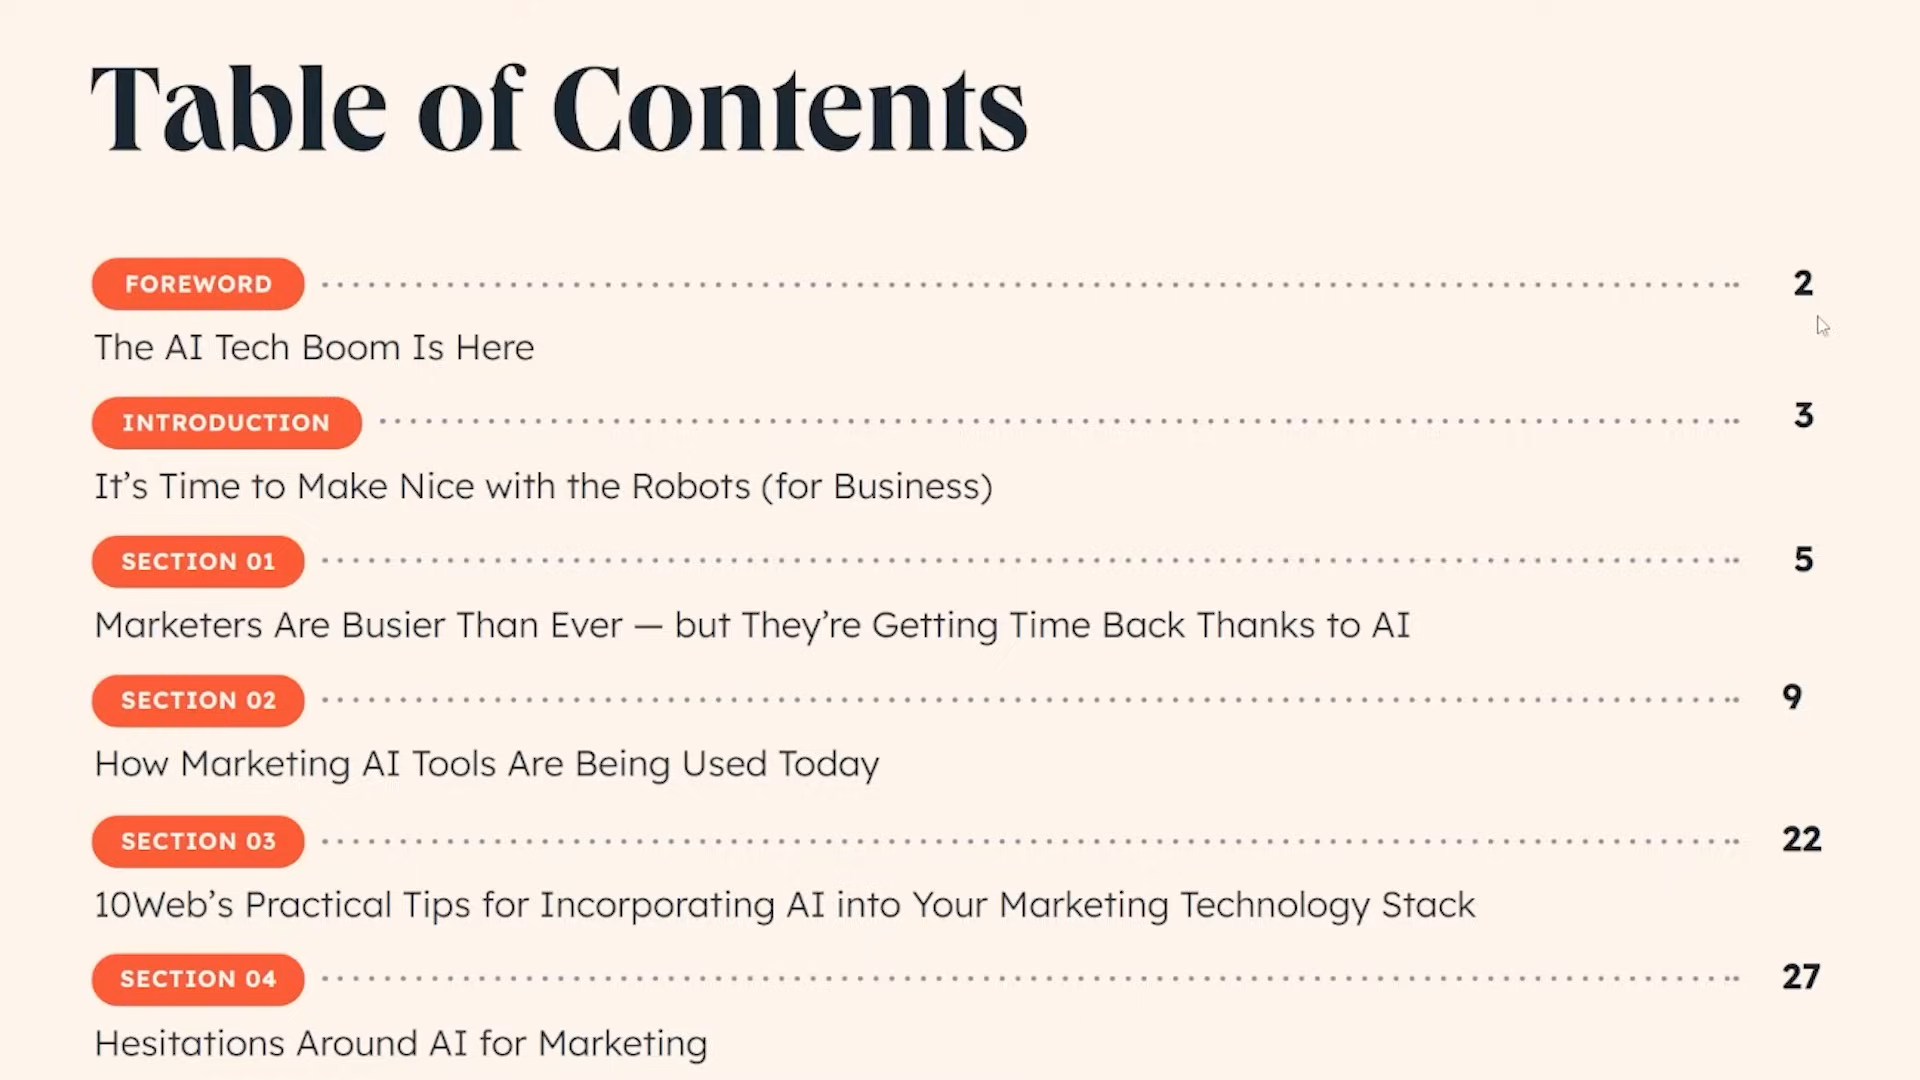 Table of Contents
FOREWORD 2
The AI Tech Boom Is Here
INTRODUCTION 3
It’s Time to Make Nice with the Robots (for Business)
SECTION 01 5
Marketers Are Busier Than Ever — but They’re Getting Time Back Thanks to AI
SECTION 02 9
How Marketing AI Tools Are Being Used Today
SECTION 03 22
10Web’s Practical Tips for Incorporating AI into Your Marketing Technology Stack
SECTION 04 27
Hesitations Around AI for Marketing